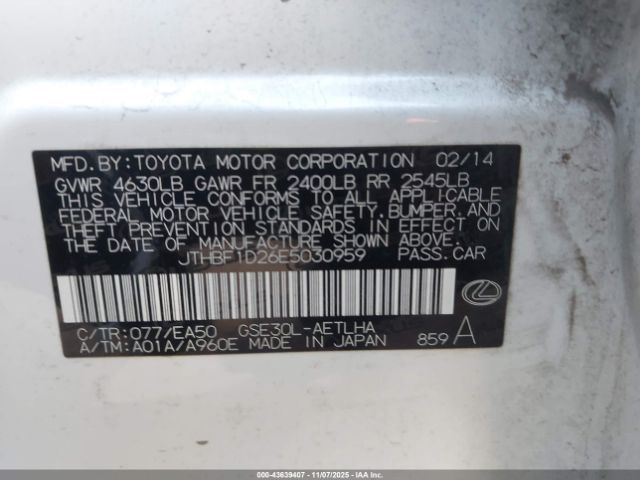 MFD.BY:TOYOTA MOTOR CORPORATION 02/14
GVWR 4630LB GAWR FR 2400LB RR 2545LB
THIS VEHICLE CONFORMS TO ALL APPLICABLE
FEDERAL MOTOR VEHICLE SAFETY,BUMPER,AND
THEFT PREVENTION STANDARDS IN EFFECT ON
THE DATE OF MANUFACTURE SHOWN ABOVE.
JTHBF1D26E5030959 PASS.CAR
C/TR:077/EA50 GSE30L-AETLHA
A/TM:A01A/A960E MADE IN JAPAN 859 A
000-43639407 - 11/07/2025 - IAAI.COM